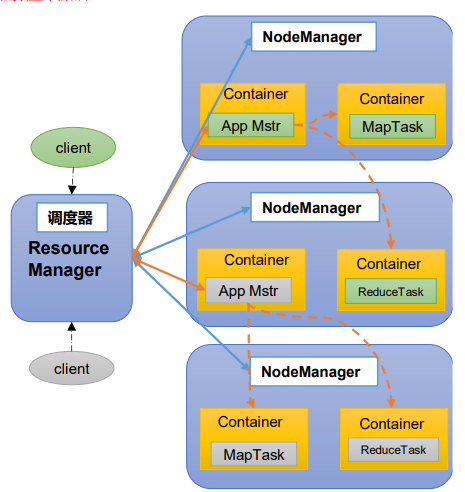 NodeManager
Container
App Mstr
Container
MapTask
client
调度器
Resource
Manager
NodeManager
Container
App Mstr
Container
ReduceTask
client
NodeManager
Container
MapTask
Container
ReduceTask